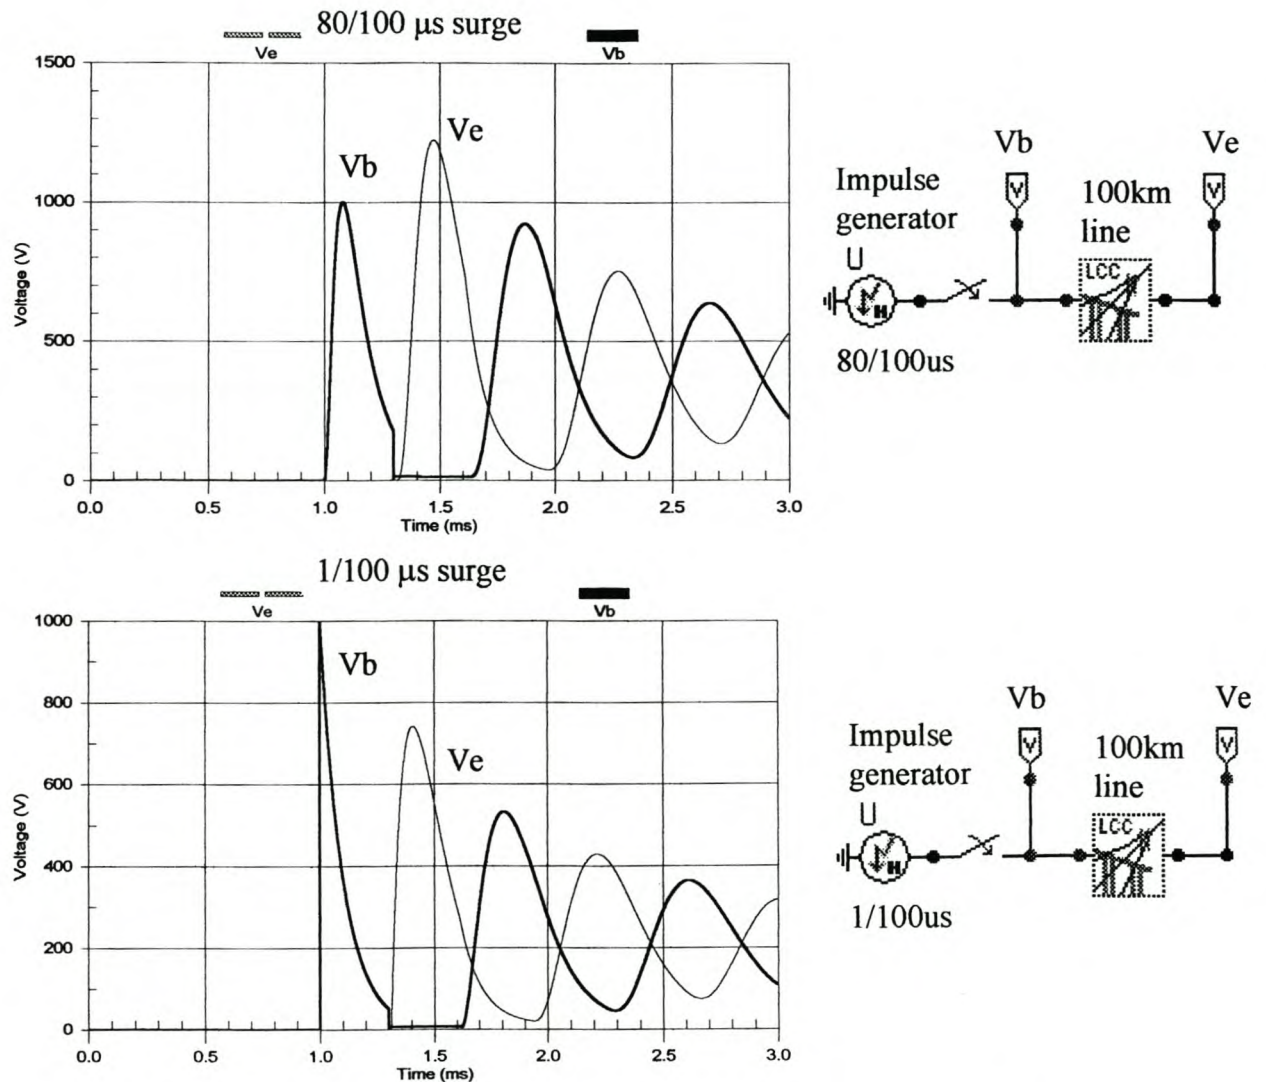 80/100 μs surge
Ve Vb
1500
1000
500
0
Voltage (V)
Vb
Ve
0.0 0.5 1.0 1.5 2.0 2.5 3.0
Time (ms)
Vb Ve
Impulse
generator
U
H
80/100us
V
V
100km
line
LCC
1/100 μs surge
Ve Vb
1000
800
600
400
200
0
Voltage (V)
Vb
Ve
0.0 0.5 1.0 1.5 2.0 2.5 3.0
Time (ms)
Vb Ve
Impulse
generator
U
H
1/100us
V
V
100km
line
LCC